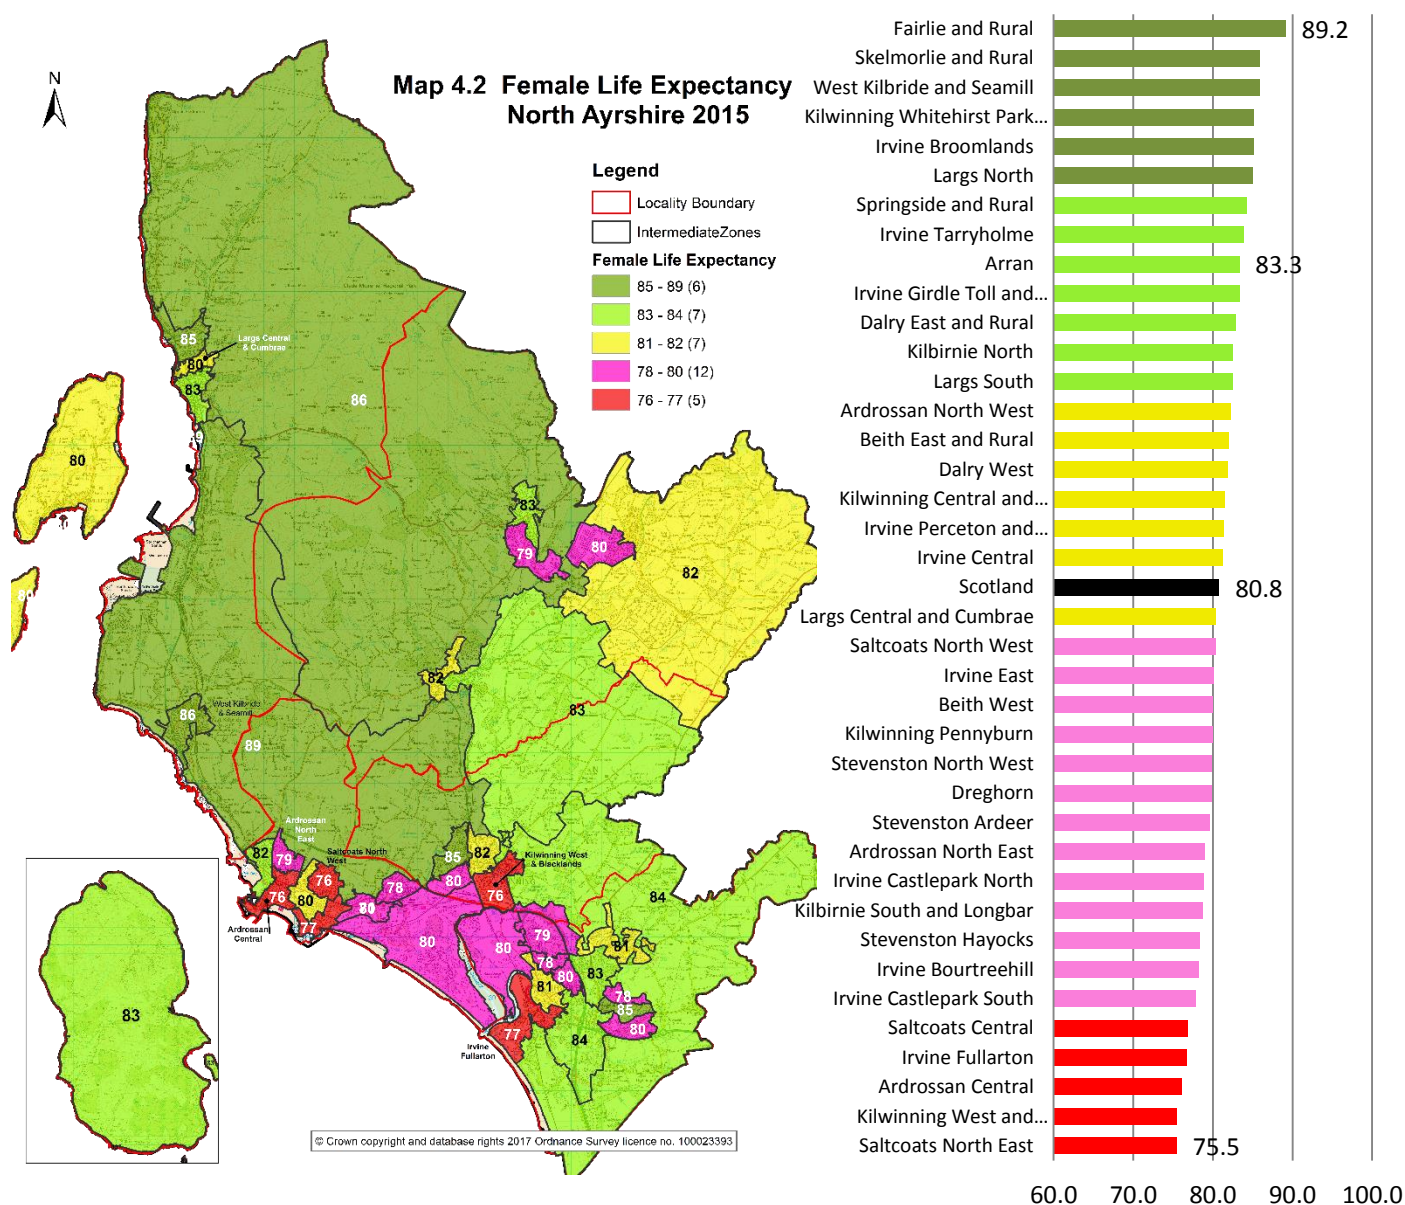 N
Map 4.2 Female Life Expectancy
North Ayrshire 2015
Legend
Locality Boundary
IntermediateZones
Female Life Expectancy
85 - 89 (6)
83 - 84 (7)
81 - 82 (7)
78 - 80 (12)
76 - 77 (5)
85
Largs Central
& Cumbrae
80
83
86
80
83
79
80
82
82
83
86
West Kilbride
& Seamill
89
Ardrossan
North
East
82
79
Saltcoats North
West
76
76
80
77
Ardrossan
Central
78
80
85
82
80
Kilwinning West
& Blacklands
76
84
80
80
79
78
80
81
81
83
78
85
80
77
84
Irvine
Fullarton
83
© Crown copyright and database rights 2017 Ordnance Survey licence no. 100023393
Fairlie and Rural 89.2
Skelmorlie and Rural
West Kilbride and Seamill
Kilwinning Whitehirst Park...
Irvine Broomlands
Largs North
Springside and Rural
Irvine Tarryholme
Arran 83.3
Irvine Girdle Toll and...
Dalry East and Rural
Kilbirnie North
Largs South
Ardrossan North West
Beith East and Rural
Dalry West
Kilwinning Central and...
Irvine Perceton and...
Irvine Central
Scotland 80.8
Largs Central and Cumbrae
Saltcoats North West
Irvine East
Beith West
Kilwinning Pennyburn
Stevenston North West
Dreghorn
Stevenston Ardeer
Ardrossan North East
Irvine Castlepark North
Kilbirnie South and Longbar
Stevenston Hayocks
Irvine Bourtreehill
Irvine Castlepark South
Saltcoats Central
Irvine Fullarton
Ardrossan Central
Kilwinning West and...
Saltcoats North East 75.5
60.0 70.0 80.0 90.0 100.0